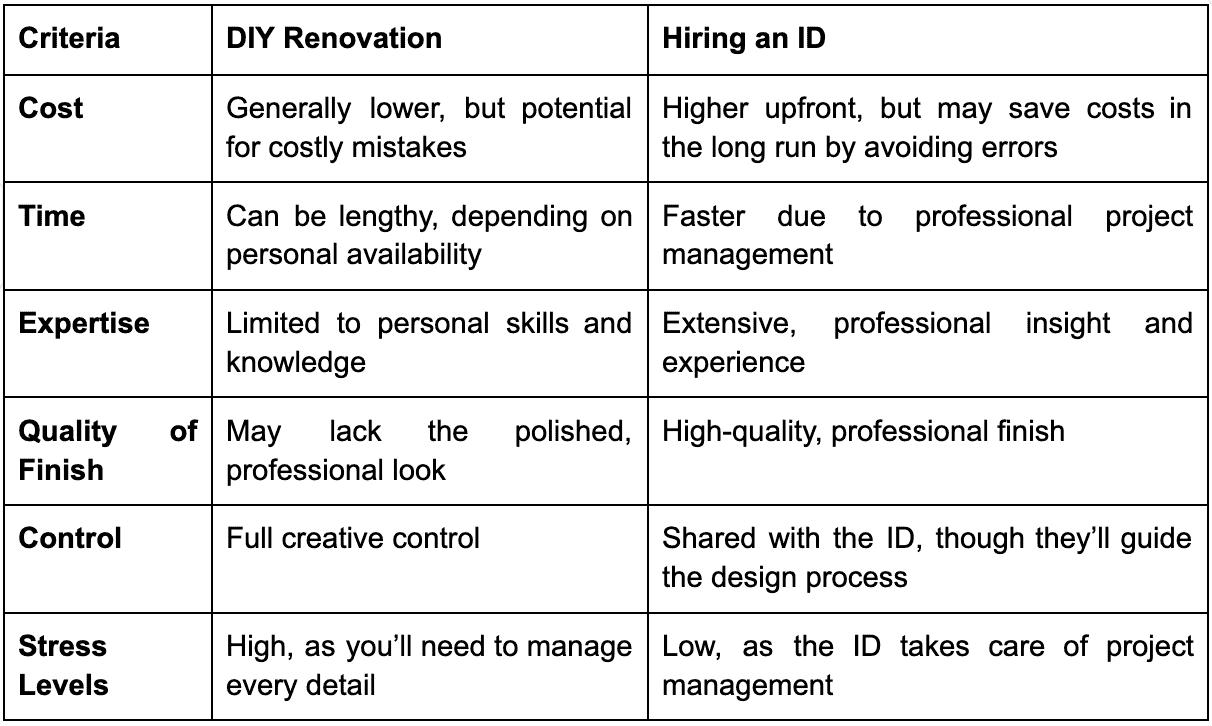 Criteria
DIY Renovation
Hiring an ID
Cost
Generally lower, but potential
for costly mistakes
Higher upfront, but may save costs in
the long run by avoiding errors
Time
Can be lengthy, depending on
personal availability
Faster due to professional project
management
Expertise
Limited to personal skills and
knowledge
Extensive, professional insight and
experience
Quality of
Finish
May lack the polished,
professional look
High-quality, professional finish
Control
Full creative control
Shared with the ID, though they’ll guide
the design process
Stress
Levels
High, as you’ll need to manage
every detail
Low, as the ID takes care of project
management